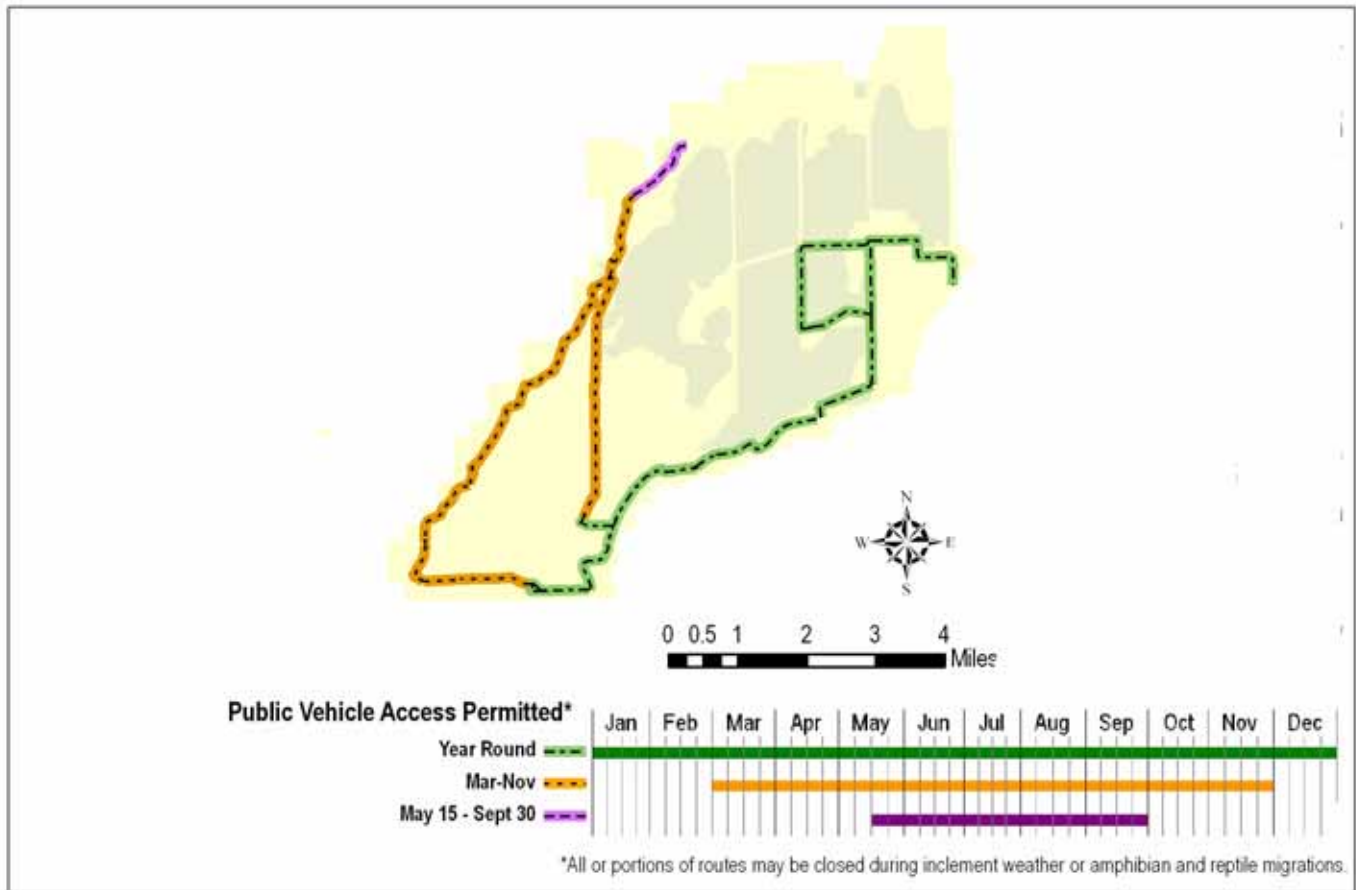 N
W E
S
0 0.5 1 2 3 4
Miles
Public Vehicle Access Permitted*
Jan Feb Mar Apr May Jun Jul Aug Sep Oct Nov Dec
Year Round
Mar-Nov
May 15 - Sept 30
*All or portions of routes may be closed during inclement weather or amphibian and reptile migrations.